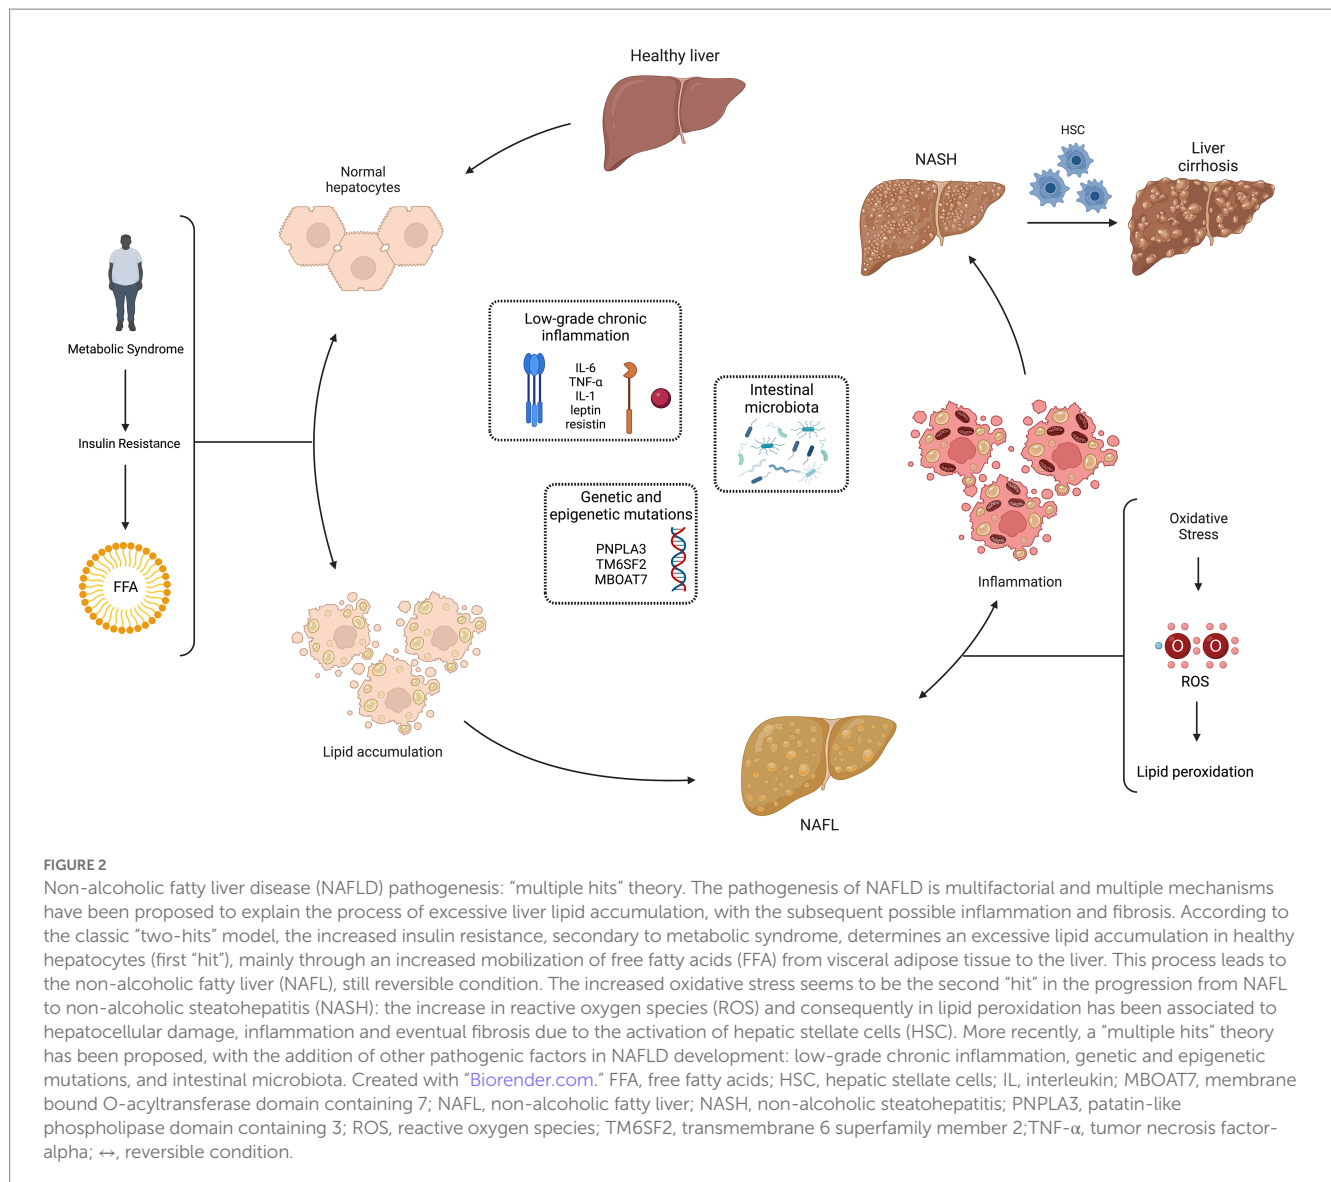 Healthy liver
Normal
hepatocytes
Metabolic Syndrome
Insulin Resistance
FFA
Low-grade chronic
inflammation
IL-6
TNF-α
IL-1
leptin
resistin
Intestinal
microbiota
Genetic and
epigenetic mutations
PNPLA3
TM6SF2
MBOAT7
Lipid accumulation
NAFL
NASH
HSC
Liver
cirrhosis
Inflammation
Oxidative
Stress
O O
ROS
Lipid peroxidation
FIGURE 2
Non-alcoholic fatty liver disease (NAFLD) pathogenesis: “multiple hits” theory. The pathogenesis of NAFLD is multifactorial and multiple mechanisms
have been proposed to explain the process of excessive liver lipid accumulation, with the subsequent possible inflammation and fibrosis. According to
the classic “two-hits” model, the increased insulin resistance, secondary to metabolic syndrome, determines an excessive lipid accumulation in healthy
hepatocytes (first “hit”), mainly through an increased mobilization of free fatty acids (FFA) from visceral adipose tissue to the liver. This process leads to
the non-alcoholic fatty liver (NAFL), still reversible condition. The increased oxidative stress seems to be the second “hit” in the progression from NAFL
to non-alcoholic steatohepatitis (NASH): the increase in reactive oxygen species (ROS) and consequently in lipid peroxidation has been associated to
hepatocellular damage, inflammation and eventual fibrosis due to the activation of hepatic stellate cells (HSC). More recently, a “multiple hits” theory
has been proposed, with the addition of other pathogenic factors in NAFLD development: low-grade chronic inflammation, genetic and epigenetic
mutations, and intestinal microbiota. Created with “Biorender.com.” FFA, free fatty acids; HSC, hepatic stellate cells; IL, interleukin; MBOAT7, membrane
bound O-acyltransferase domain containing 7; NAFL, non-alcoholic fatty liver; NASH, non-alcoholic steatohepatitis; PNPLA3, patatin-like
phospholipase domain containing 3; ROS, reactive oxygen species; TM6SF2, transmembrane 6 superfamily member 2;TNF-α, tumor necrosis factor-
alpha; ↔, reversible condition.